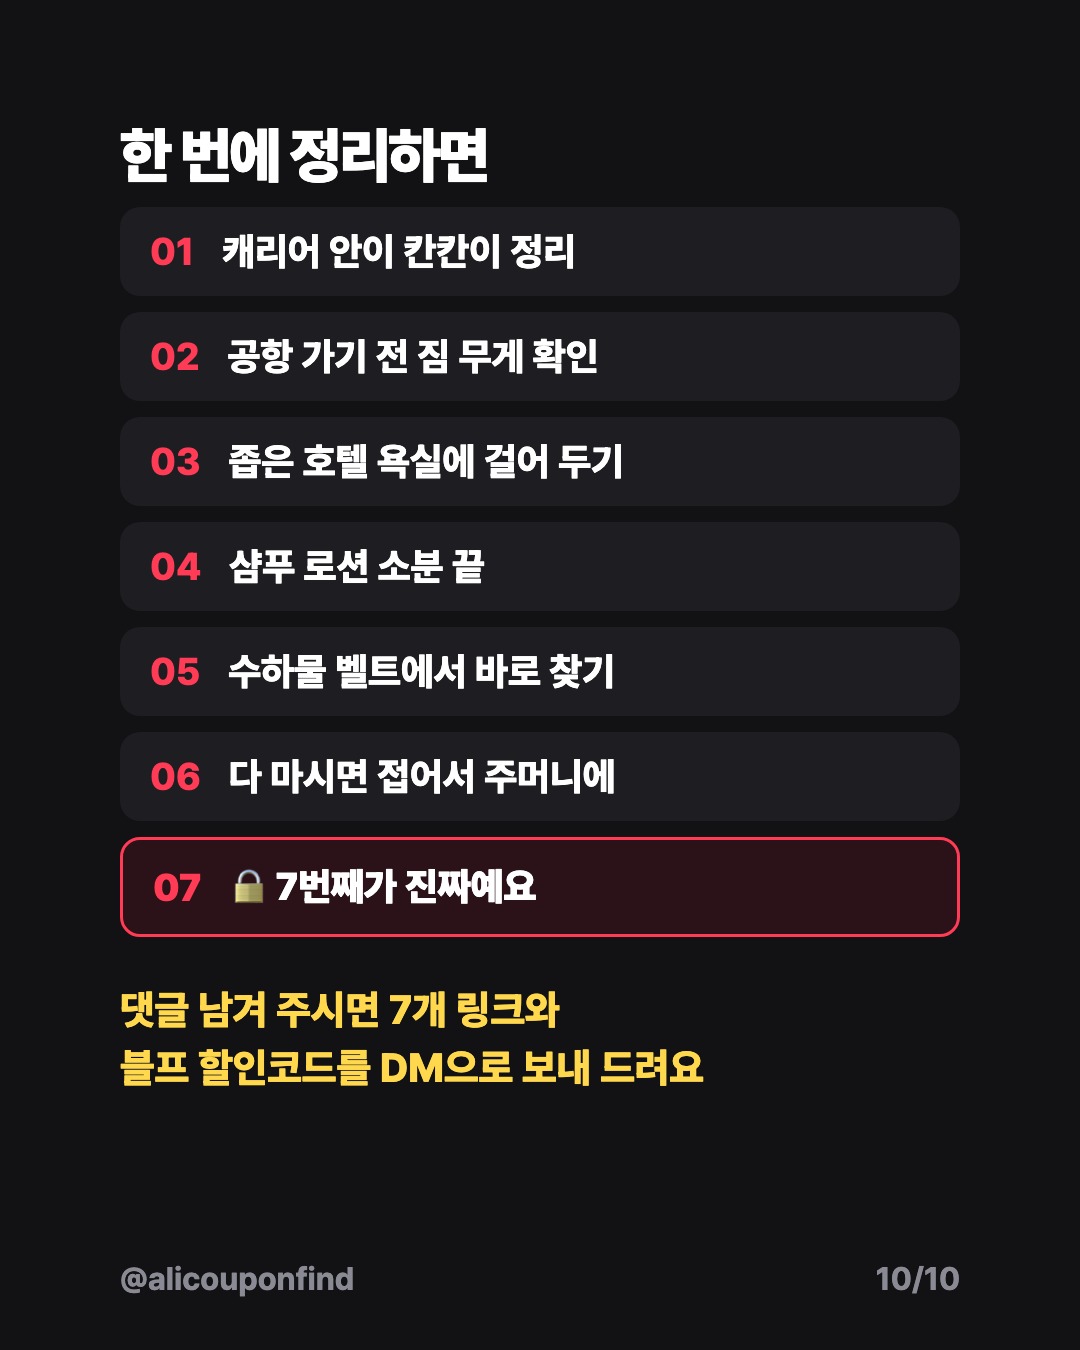 한 번에 정리하면
01 캐리어 안이 칸칸이 정리
02 공항 가기 전 짐 무게 확인
03 좁은 호텔 욕실에 걸어 두기
04 샴푸 로션 소분 끝
05 수하물 벨트에서 바로 찾기
06 다 마시면 접어서 주머니에
07 🔒 7번째가 진짜예요
댓글 남겨 주시면 7개 링크와
블프 할인코드를 DM으로 보내 드려요
@alicouponfind 10/10